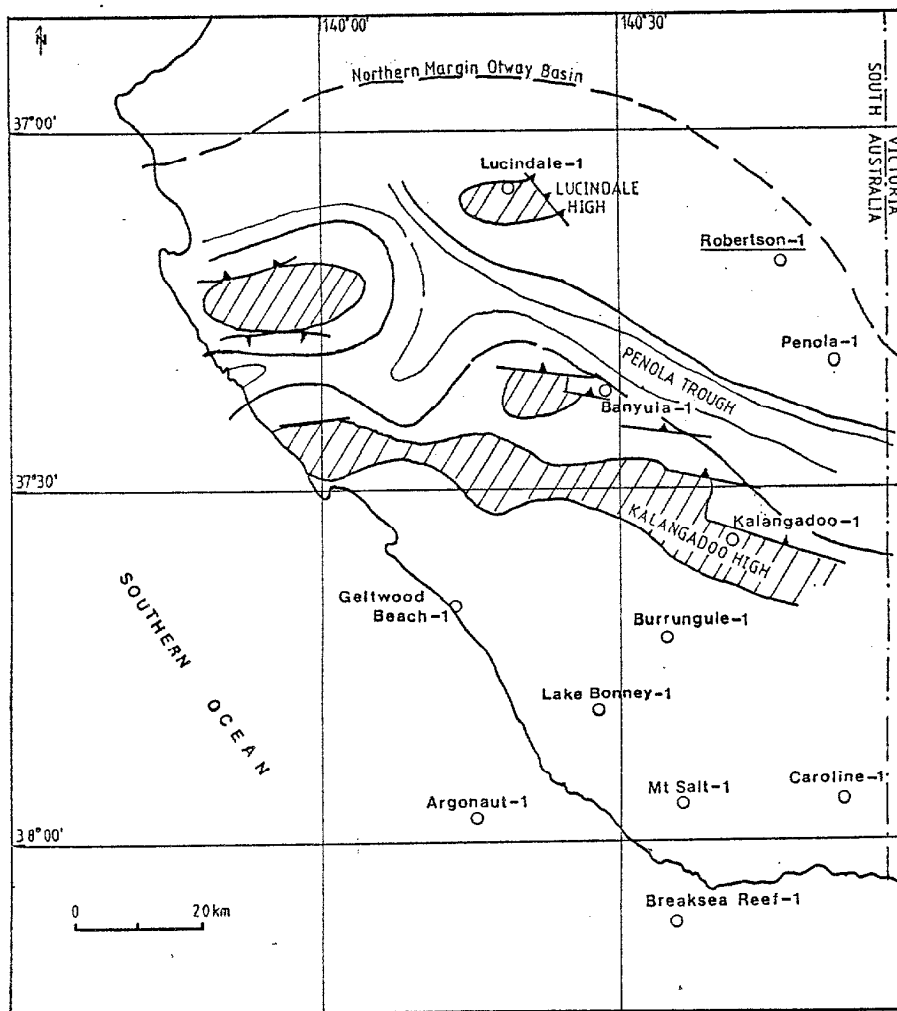 N
140°00'
140°30'
Northern Margin Otway Basin
SOUTH AUSTRALIA
VICTORIA
37°00'
Lucindale-1
LUCINDALE
HIGH
Robertson-1
Penola-1
PENOLA TROUGH
Banyula-1
37°30'
Kalangadoo-1
KALANGADOO HIGH
Geltwood
Beach-1
Burrungule-1
SOUTHERN OCEAN
Lake Bonney-1
Mt Salt-1
Caroline-1
Argonaut-1
38°00'
0 20km
Breaksea Reef-1